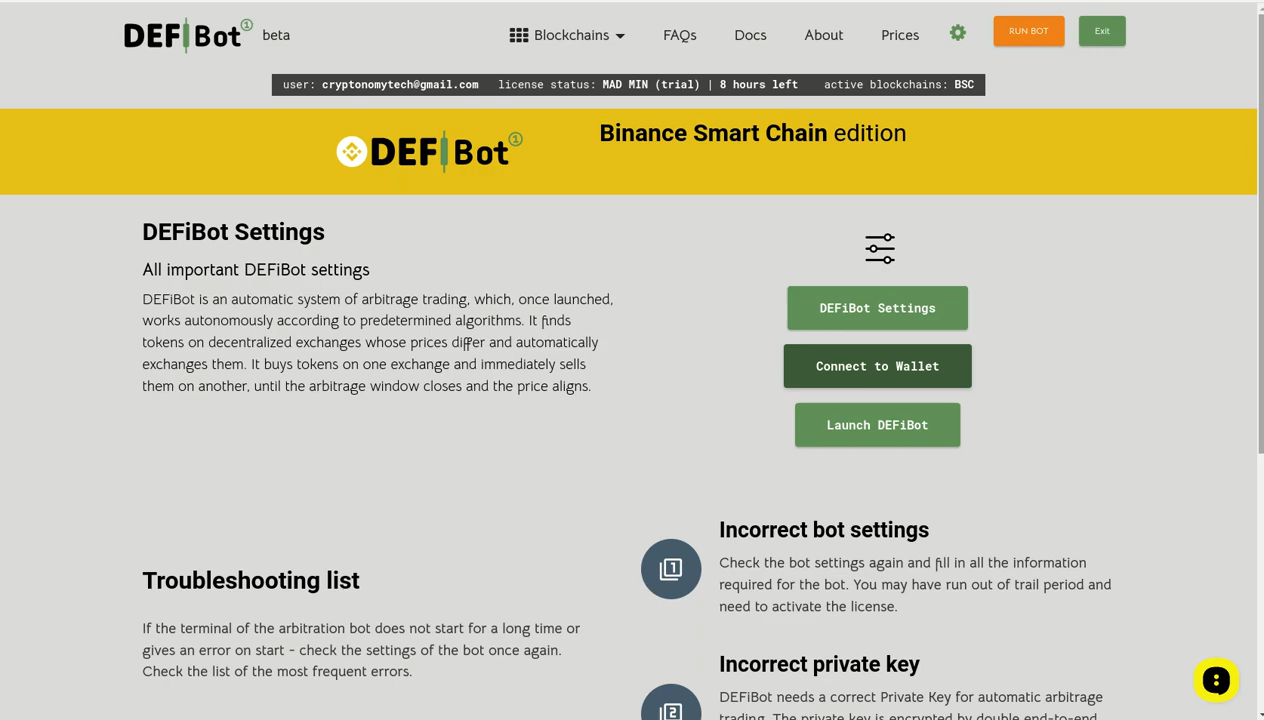 DEFiBot 1 beta
Blockchains
FAQs
Docs
About
Prices
RUN BOT
Exit
user: cryptonomytech@gmail.com license status: MAD MIN (trial) | 8 hours left active blockchains: BSC
DEFiBot 1
Binance Smart Chain edition
DEFiBot Settings
All important DEFiBot settings
DEFiBot is an automatic system of arbitrage trading, which, once launched,
works autonomously according to predetermined algorithms. It finds
tokens on decentralized exchanges whose prices differ and automatically
exchanges them. It buys tokens on one exchange and immediately sells
them on another, until the arbitrage window closes and the price aligns.
DEFiBot Settings
Connect to Wallet
Launch DEFiBot
Troubleshooting list
If the terminal of the arbitration bot does not start for a long time or
gives an error on start - check the settings of the bot once again.
Check the list of the most frequent errors.
1
Incorrect bot settings
Check the bot settings again and fill in all the information
required for the bot. You may have run out of trail period and
need to activate the license.
2
Incorrect private key
DEFiBot needs a correct Private Key for automatic arbitrage
trading. The private key is encrypted by double end-to-end